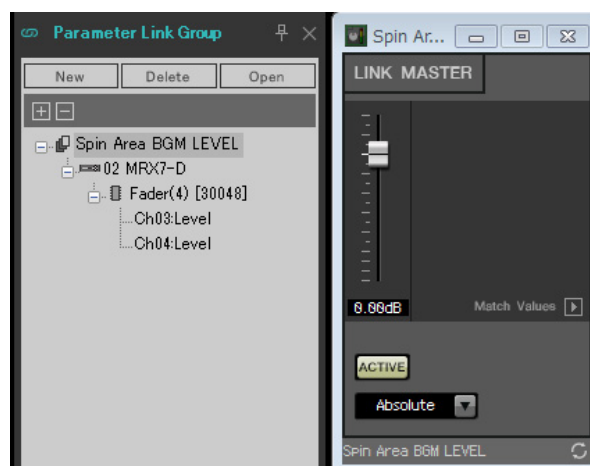 Parameter Link Group
New Delete Open
Spin Area BGM LEVEL
02 MRX7-D
Fader(4) [30048]
Ch03:Level
Ch04:Level
Spin Ar...
LINK MASTER
0.00dB
Match Values
ACTIVE
Absolute
Spin Area BGM LEVEL